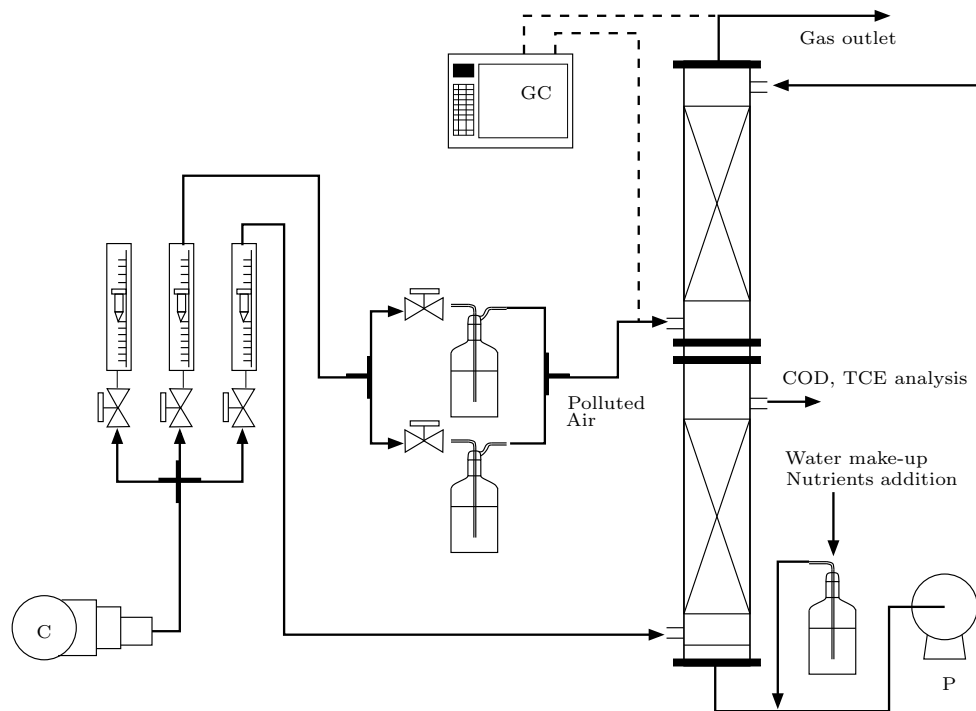 Gas outlet
GC
COD, TCE analysis
Polluted
Air
Water make-up
Nutrients addition
C
P